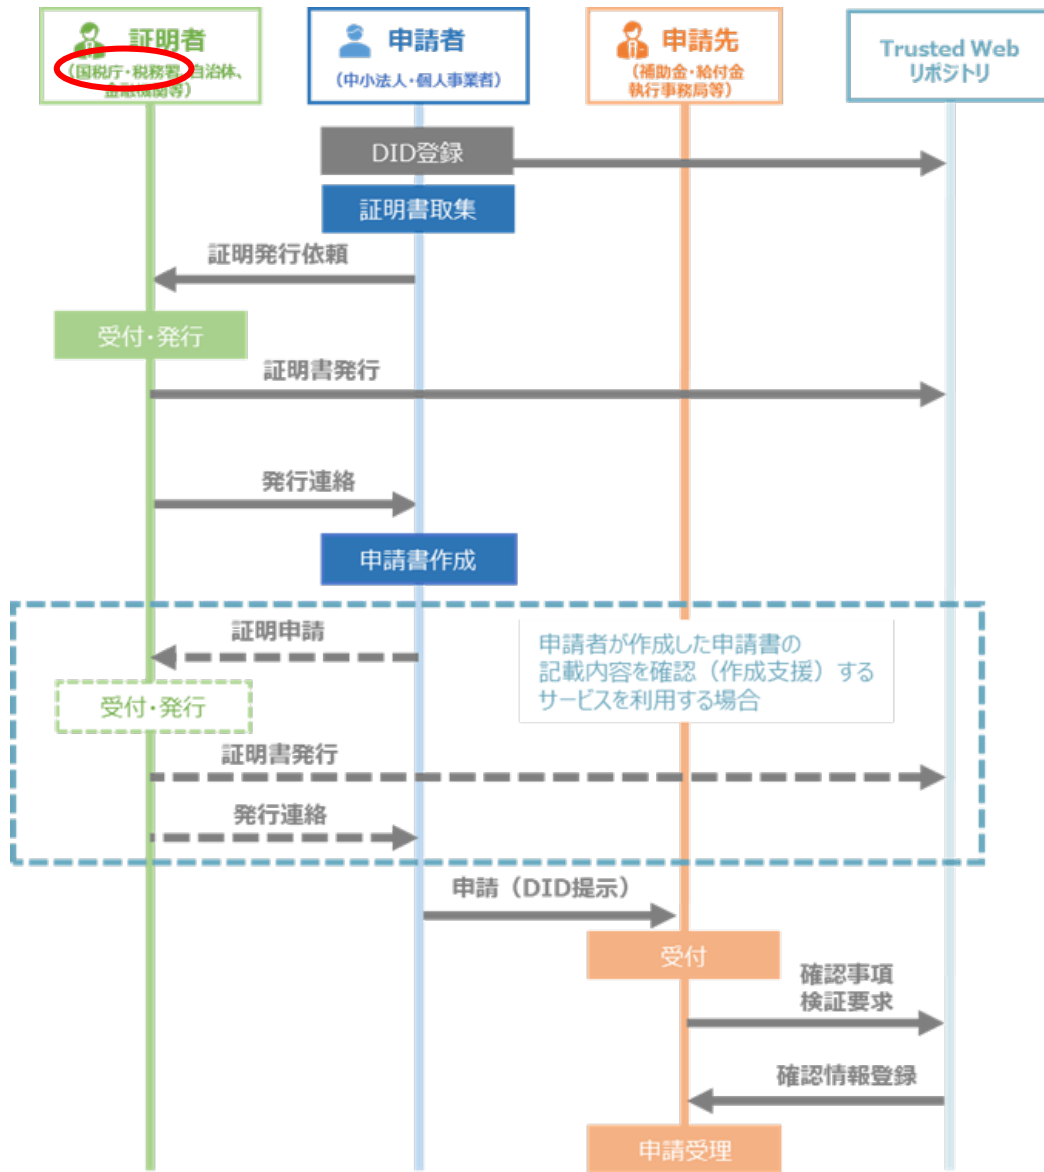 証明者
(国税庁・税務署、自治体、
金融機関等)
申請者
(中小法人・個人事業者)
申請先
(補助金・給付金
執行事務局等)
Trusted Web
リポジトリ
DID登録
証明書取集
証明発行依頼
受付・発行
証明書発行
発行連絡
申請書作成
証明申請
申請者が作成した申請書の
記載内容を確認（作成支援）する
サービスを利用する場合
受付・発行
証明書発行
発行連絡
申請（DID提示）
受付
確認事項
検証要求
確認情報登録
申請受理